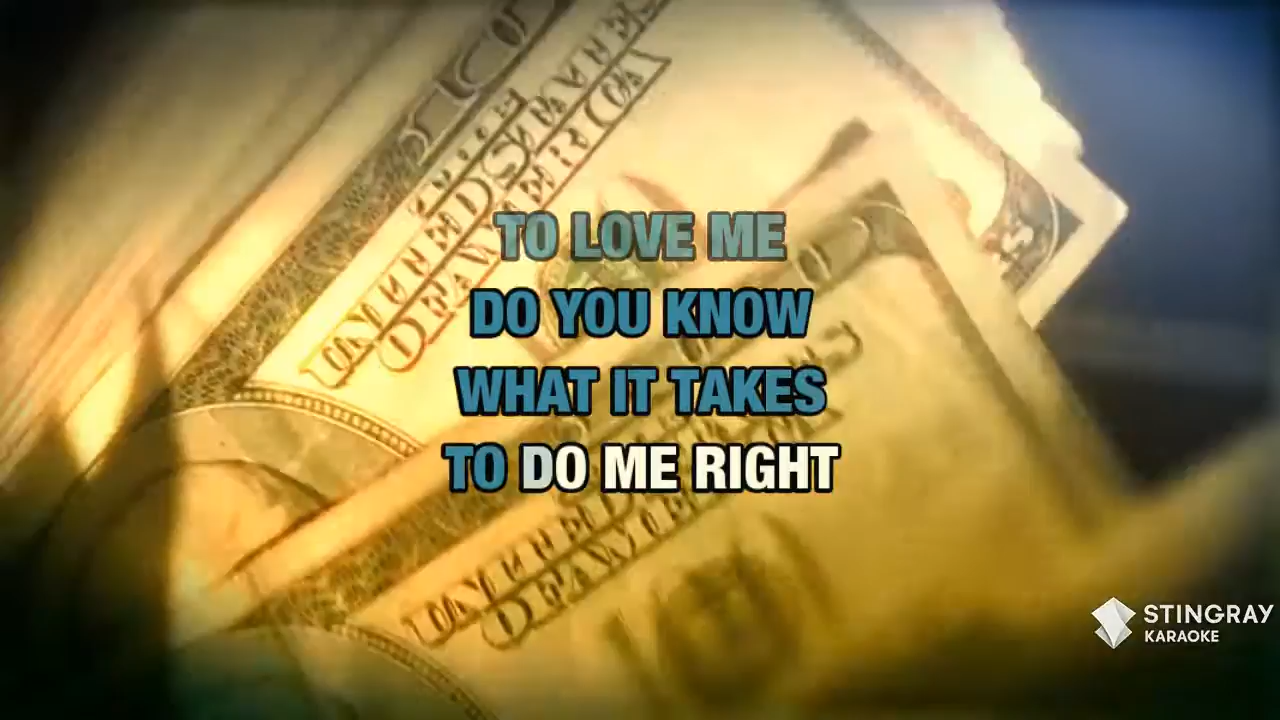 TO LOVE ME
DO YOU KNOW
WHAT IT TAKES
TO DO ME RIGHT
STINGRAY
KARAOKE